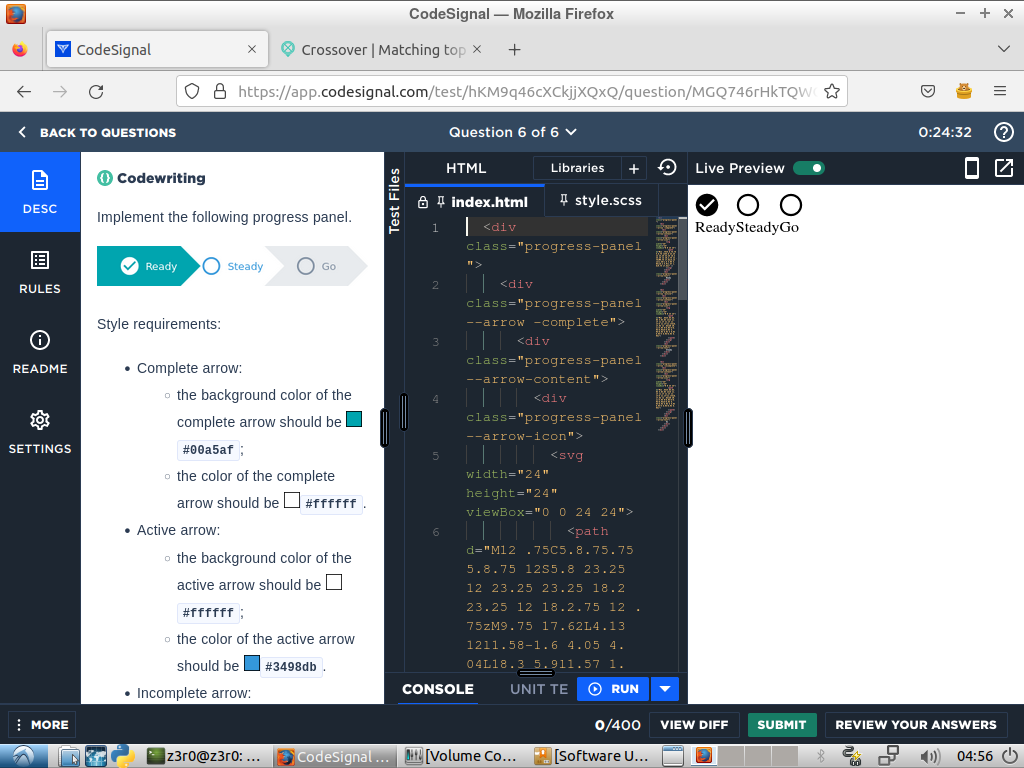 CodeSignal — Mozilla Firefox
CodeSignal
Crossover | Matching top
https://app.codesignal.com/test/hKM9q46cXCkjjXQxQ/question/MGQ746rHkTQW
BACK TO QUESTIONS
Question 6 of 6
0:24:32
DESC
RULES
README
SETTINGS
Codewriting
Implement the following progress panel.
Ready
Steady
Go
Style requirements:
• Complete arrow:
the background color of the
complete arrow should be
#00a5af;
the color of the complete
arrow should be #ffffff.
• Active arrow:
the background color of the
active arrow should be
#ffffff;
the color of the active arrow
should be #3498db.
• Incomplete arrow:
Test Files
HTML
Libraries
+
index.html
style.scss
1 <div
class="progress-panel
">
2 <div
class="progress-panel
--arrow -complete">
3 <div
class="progress-panel
--arrow-content">
4 <div
class="progress-panel
--arrow-icon">
5 <svg
width="24"
height="24"
viewBox="0 0 24 24">
6 <path
d="M12 .75C5.8.75.75
5.8.75 12S5.8 23.25
12 23.25 23.25 18.2
23.25 12 18.2.75 12 .
75zM9.75 17.62L4.13
12l1.58-1.6 4.05 4.
04L18.3 5.91l1.57 1.
Live Preview
ReadySteadyGo
CONSOLE
UNIT TE
RUN
MORE
0/400
VIEW DIFF
SUBMIT
REVIEW YOUR ANSWERS
z3r0@z3r0: ...
CodeSignal ...
[Volume Co...
[Software U...
04:56